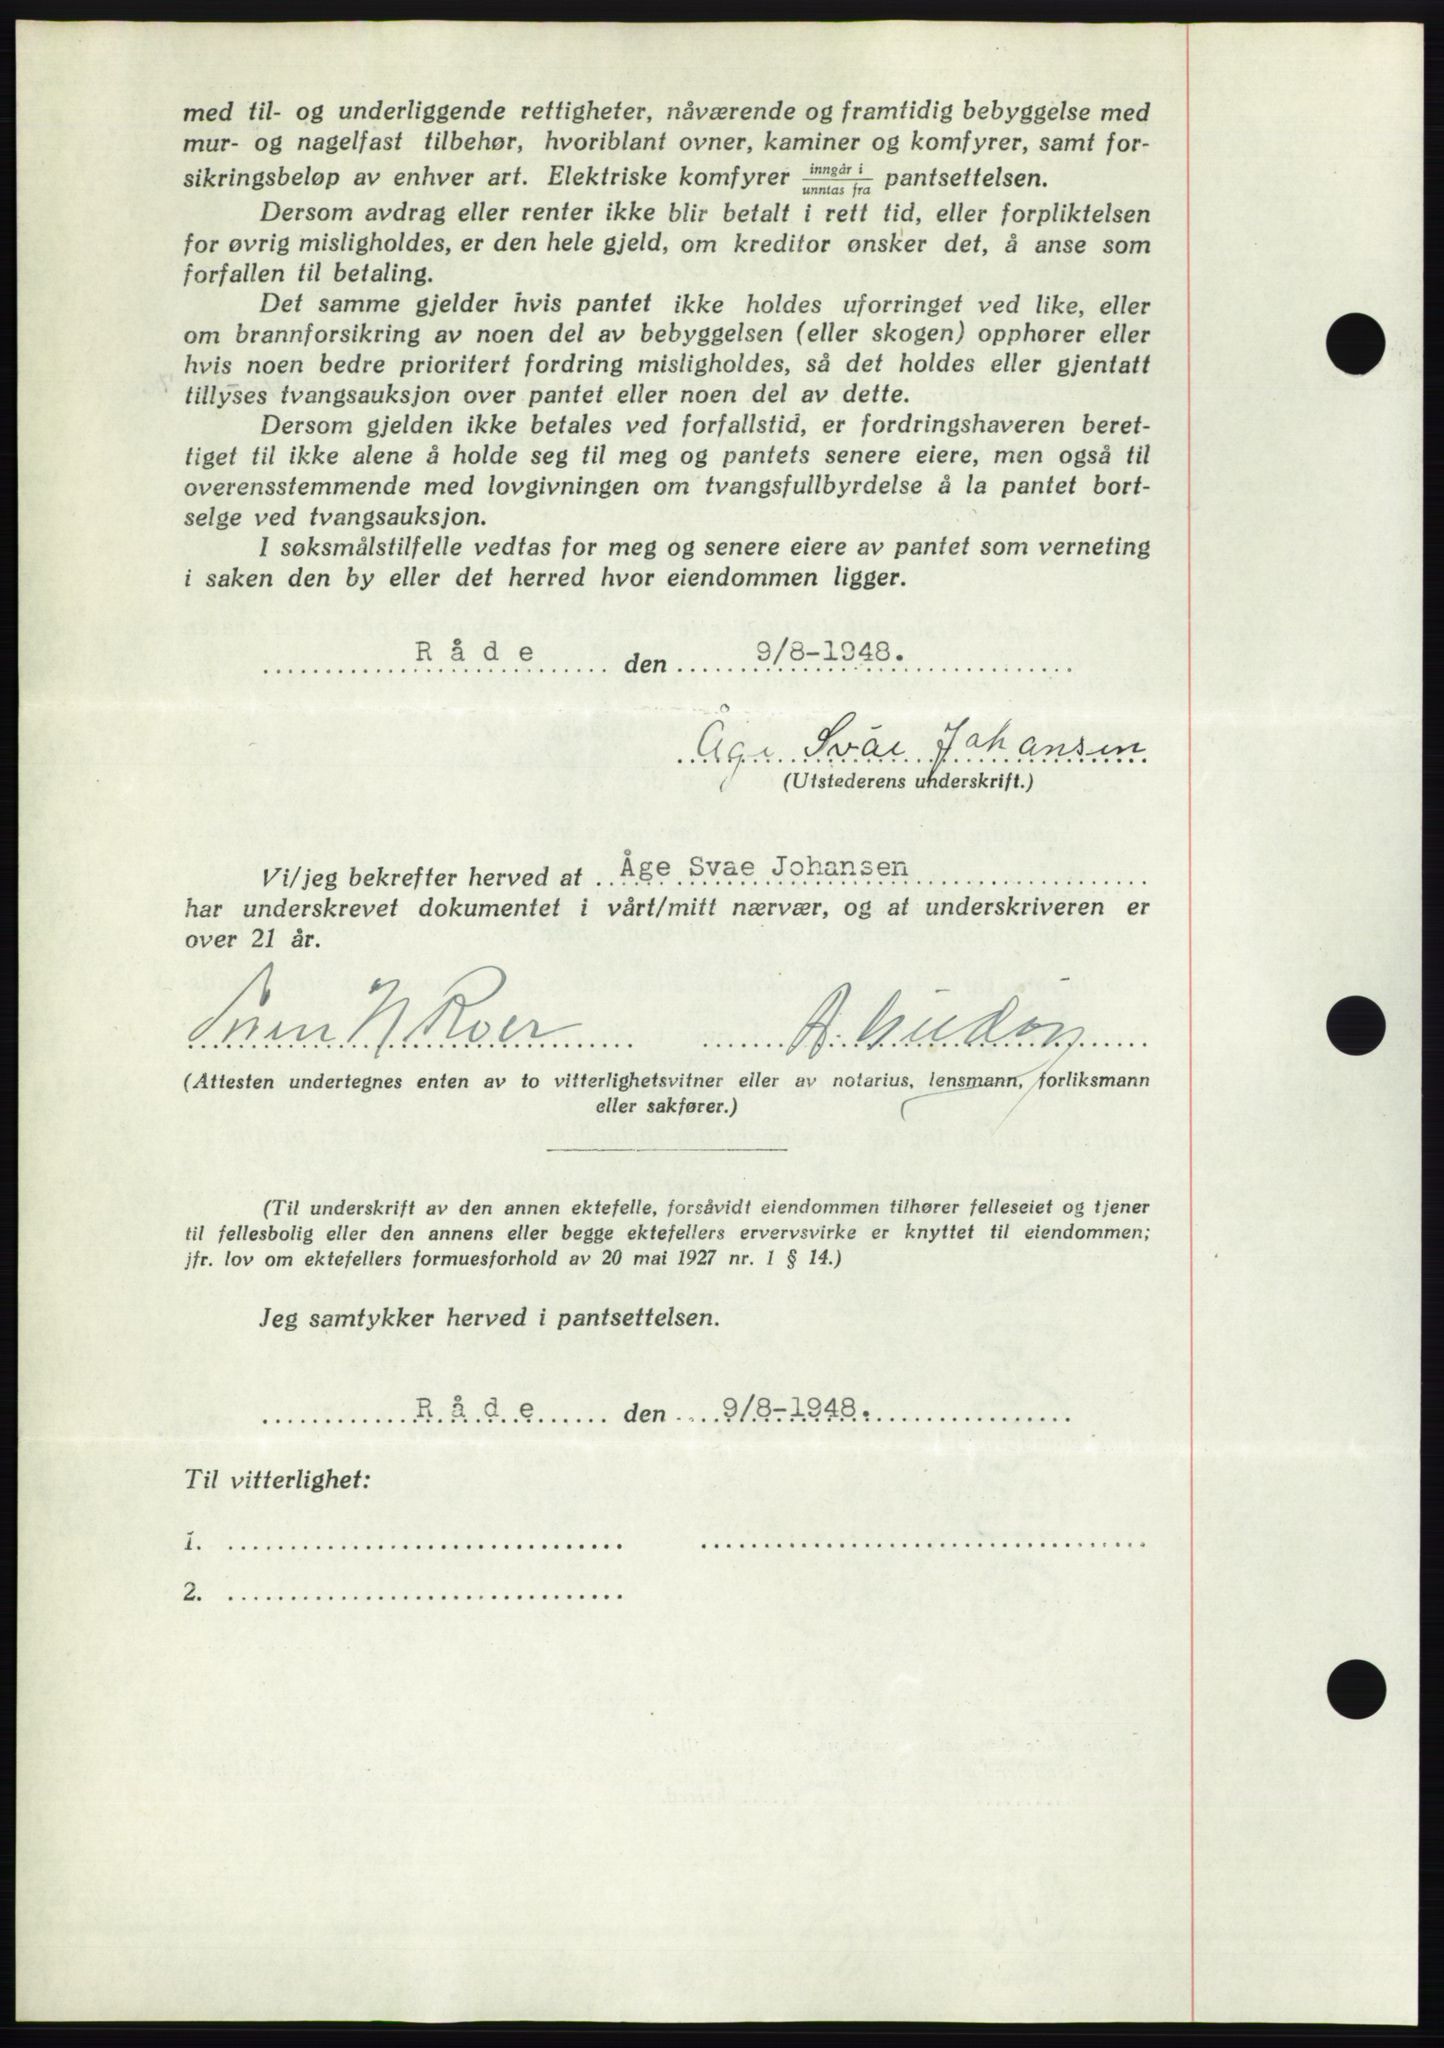 med til- og underliggende rettigheter, nåværende og framtidig bebyggelse med
mur- og nagelfast tilbehør, hvoriblant ovner, kaminer og komfyrer, samt for-
sikringsbeløp av enhver art. Elektriske komfyrer inngår i / unntas fra pantsettelsen.
Dersom avdrag eller renter ikke blir betalt i rett tid, eller forpliktelsen
for øvrig misligholdes, er den hele gjeld, om kreditor ønsker det, å anse som
forfallen til betaling.
Det samme gjelder hvis pantet ikke holdes uforringet ved like, eller
om brannforsikring av noen del av bebyggelsen (eller skogen) opphører eller
hvis noen bedre prioritert fordring misligholdes, så det holdes eller gjentatt
tillyses tvangsauksjon over pantet eller noen del av dette.
Dersom gjelden ikke betales ved forfallstid, er fordringshaveren beret-
tiget til ikke alene å holde seg til meg og pantets senere eiere, men også til
overensstemmende med lovgivningen om tvangsfullbyrdelse å la pantet bort-
selge ved tvangsauksjon.
I søksmålstilfelle vedtas for meg og senere eiere av pantet som verneting
i saken den by eller det herred hvor eiendommen ligger.
Råde den 9/8-1948.
Åge Svae Johansen
(Utstederens underskrift.)
Vi/jeg bekrefter herved at Åge Svae Johansen
har underskrevet dokumentet i vårt/mitt nærvær, og at underskriveren er
over 21 år.
Sven N Roer A.
(Attesten undertegnes enten av to vitterlighetsvitner eller av notarius, lensmann, forliksmann
eller sakfører.)
(Til underskrift av den annen ektefelle, forsåvidt eiendommen tilhører felleseiet og tjener
til fellesbolig eller den annens eller begge ektefellers ervervsvirke er knyttet til eiendommen;
jfr. lov om ektefellers formuesforhold av 20 mai 1927 nr. 1 § 14.)
Jeg samtykker herved i pantsettelsen.
Råde den 9/8-1948.
Til vitterlighet:
1.
2.